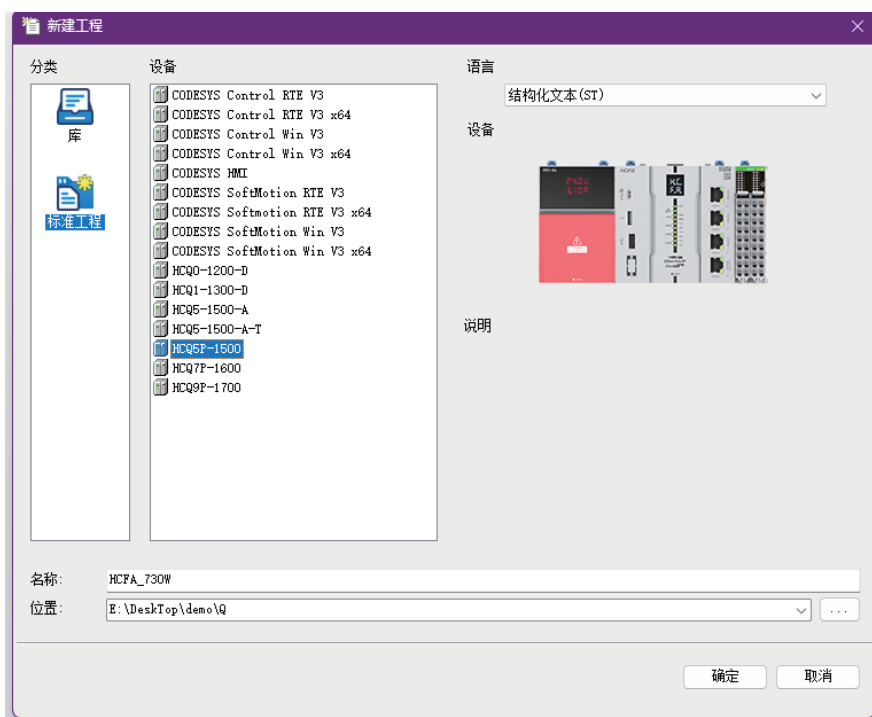 新建工程
分类
库
标准工程
设备
CODESYS Control RTE V3
CODESYS Control RTE V3 x64
CODESYS Control Win V3
CODESYS Control Win V3 x64
CODESYS HMI
CODESYS SoftMotion RTE V3
CODESYS Softmotion RTE V3 x64
CODESYS SoftMotion Win V3
CODESYS SoftMotion Win V3 x64
HCQ0-1200-D
HCQ1-1300-D
HCQ5-1500-A
HCQ5-1500-A-T
HCQ5P-1500
HCQ7P-1600
HCQ9P-1700
语言
结构化文本(ST)
设备
HCFA
HC
FA
说明
名称:
HCFA_730W
位置:
E:\DeskTop\demo\Q
...
确定
取消